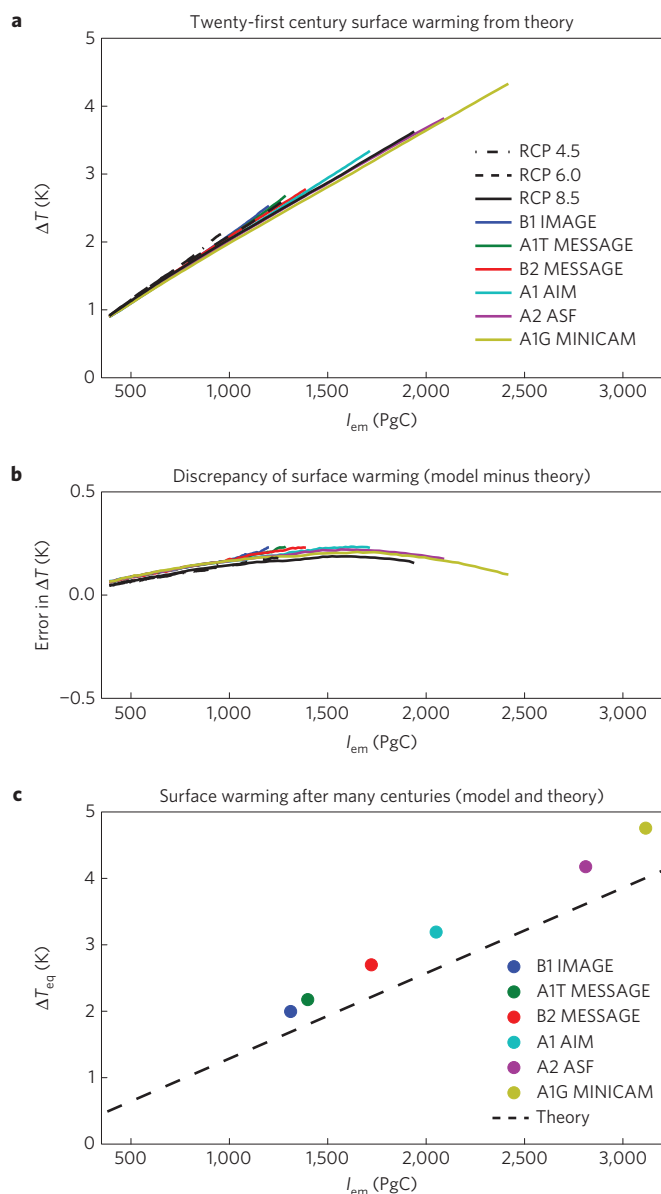 a Twenty-first century surface warming from theory
5
4
3
2
1
0
ΔT (K)
RCP 4.5
RCP 6.0
RCP 8.5
B1 IMAGE
A1T MESSAGE
B2 MESSAGE
A1 AIM
A2 ASF
A1G MINICAM
500 1,000 1,500 2,000 2,500 3,000
Iem (PgC)
b Discrepancy of surface warming (model minus theory)
0.5
0.0
−0.5
Error in ΔT (K)
500 1,000 1,500 2,000 2,500 3,000
Iem (PgC)
c Surface warming after many centuries (model and theory)
5
4
3
2
1
0
ΔTeq (K)
B1 IMAGE
A1T MESSAGE
B2 MESSAGE
A1 AIM
A2 ASF
A1G MINICAM
Theory
500 1,000 1,500 2,000 2,500 3,000
Iem (PgC)